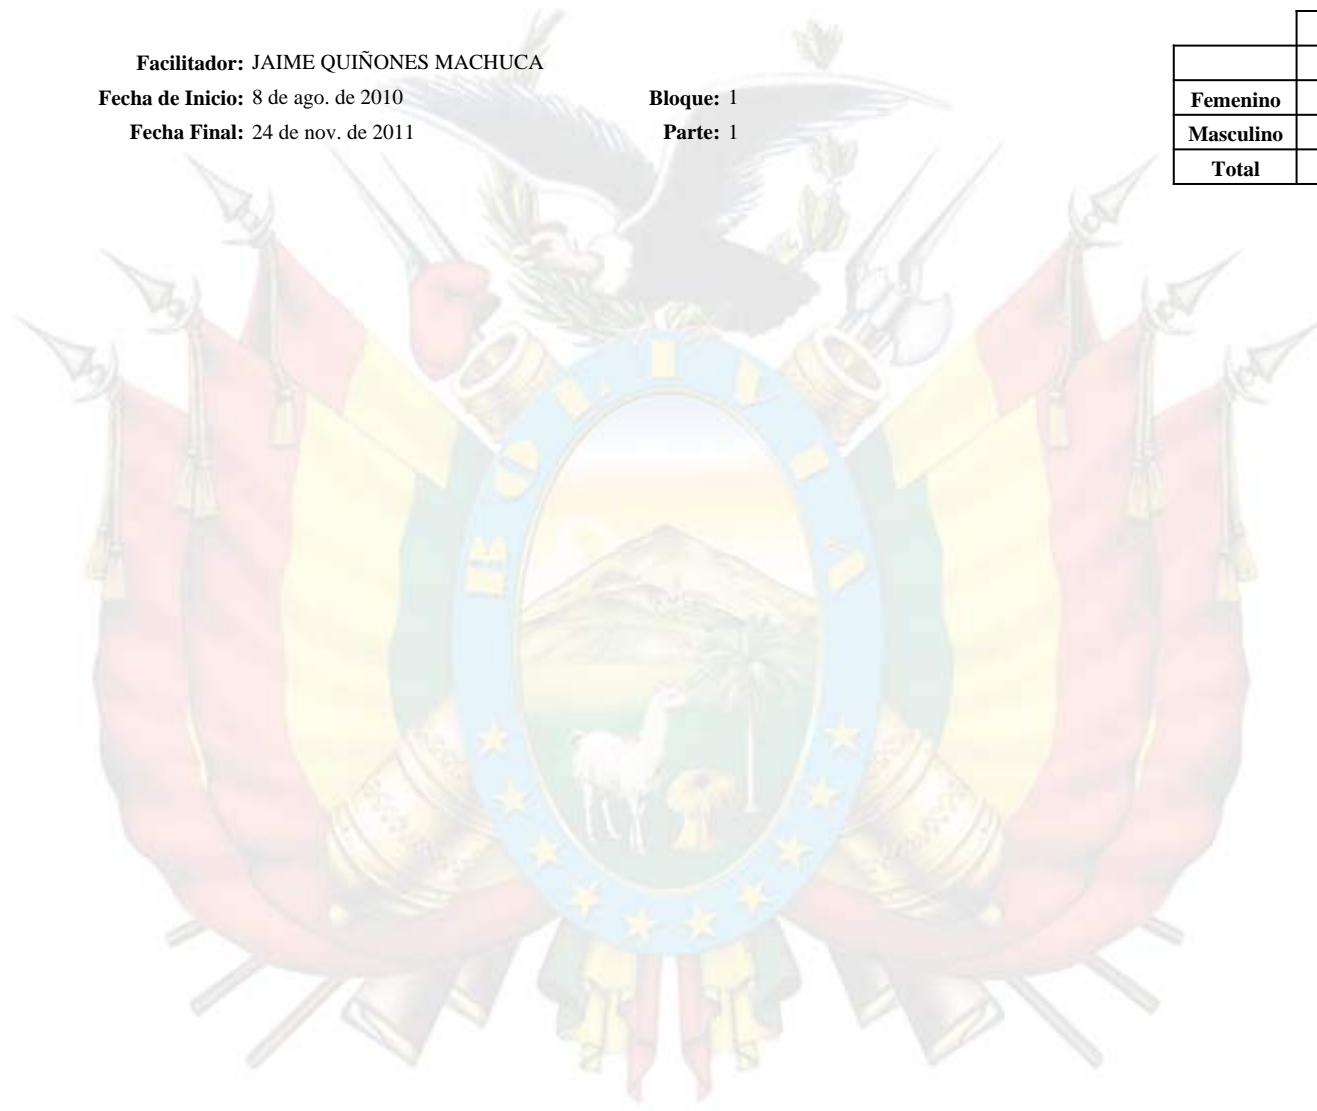 Facilitador: JAIME QUIÑONES MACHUCA
Fecha de Inicio: 8 de ago. de 2010 Bloque: 1
Fecha Final: 24 de nov. de 2011 Parte: 1
Femenino
Masculino
Total
BOLIVIA